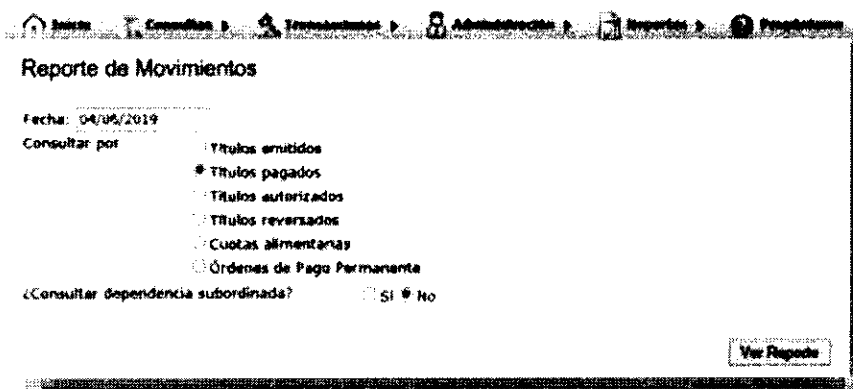 Inicio Consultas Transacciones Administración Reportes Pregúntame
Reporte de Movimientos
Fecha: 04/06/2019
Consultar por
Títulos emitidos
Títulos pagados
Títulos autorizados
Títulos reversados
Cuotas alimentarias
Órdenes de Pago Permanente
¿Consultar dependencia subordinada? SI No
Ver Reporte